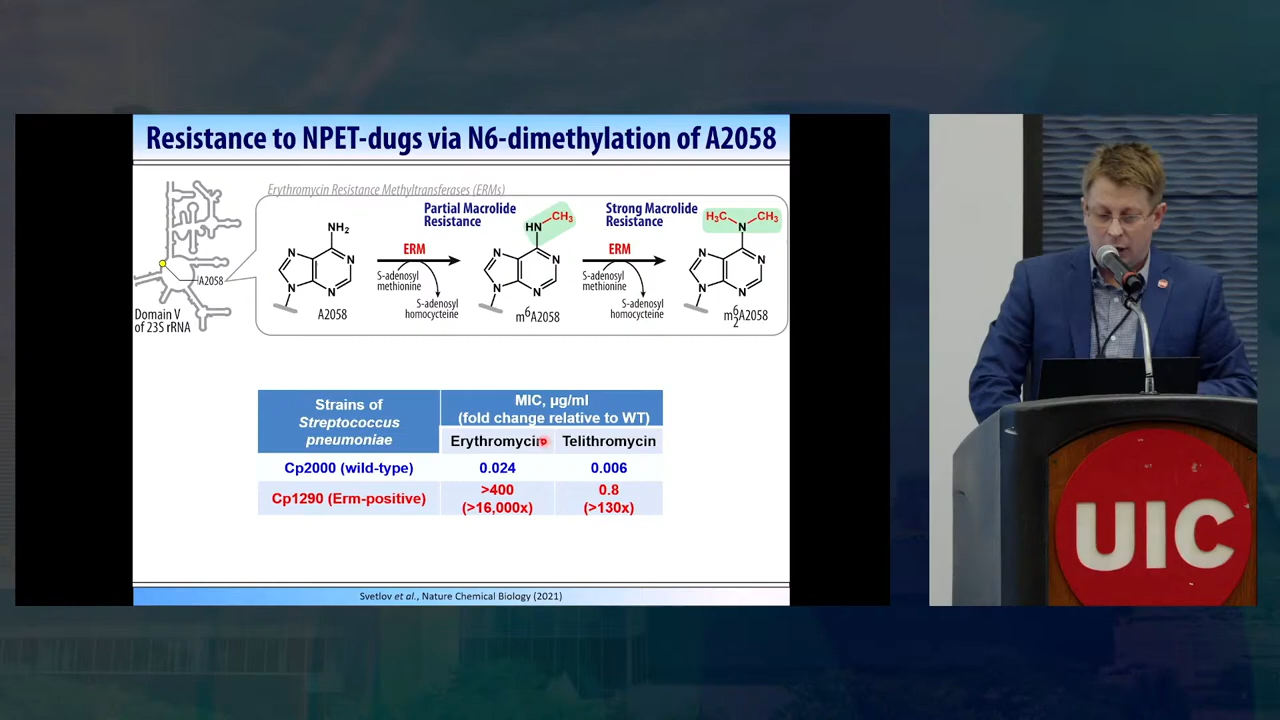 Resistance to NPET-dugs via N6-dimethylation of A2058
Erythromycin Resistance Methyltransferases (ERMs)
Partial Macrolide
Resistance
Strong Macrolide
Resistance
NH₂
HN
CH₃
H₃C
CH₃
N
ERM
ERM
N
N
N
N
N
N
N
N
N
N
N
N
S-adenosyl
methionine
S-adenosyl
methionine
S-adenosyl
homocysteine
S-adenosyl
homocysteine
A2058
A2058
m⁶A2058
m⁶₂A2058
Domain V
of 23S rRNA
Strains of
Streptococcus
pneumoniae
MIC, µg/ml
(fold change relative to WT)
Erythromycin
Telithromycin
Cp2000 (wild-type)
0.024
0.006
Cp1290 (Erm-positive)
>400
(>16,000x)
0.8
(>130x)
Svetlov et al., Nature Chemical Biology (2021)
UIC